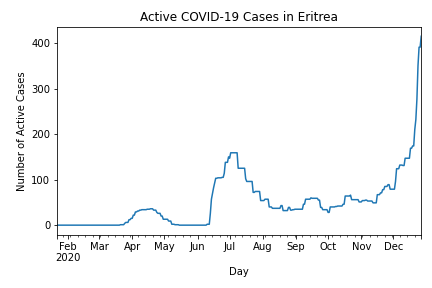 Active COVID-19 Cases in Eritrea
Number of Active Cases
400
300
200
100
0
Feb Mar Apr May Jun Jul Aug Sep Oct Nov Dec
2020
Day